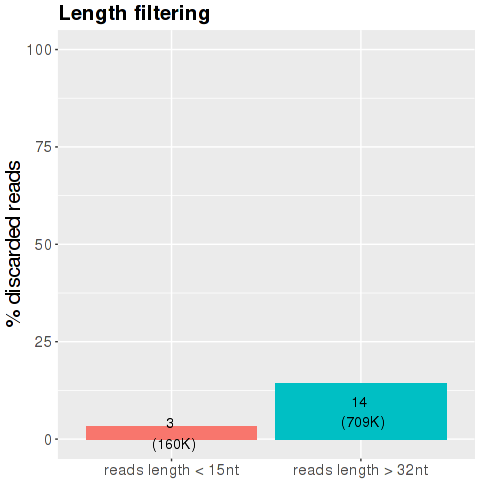 Length filtering
% discarded reads
100
75
50
25
0
3
(160K)
14
(709K)
reads length < 15nt
reads length > 32nt